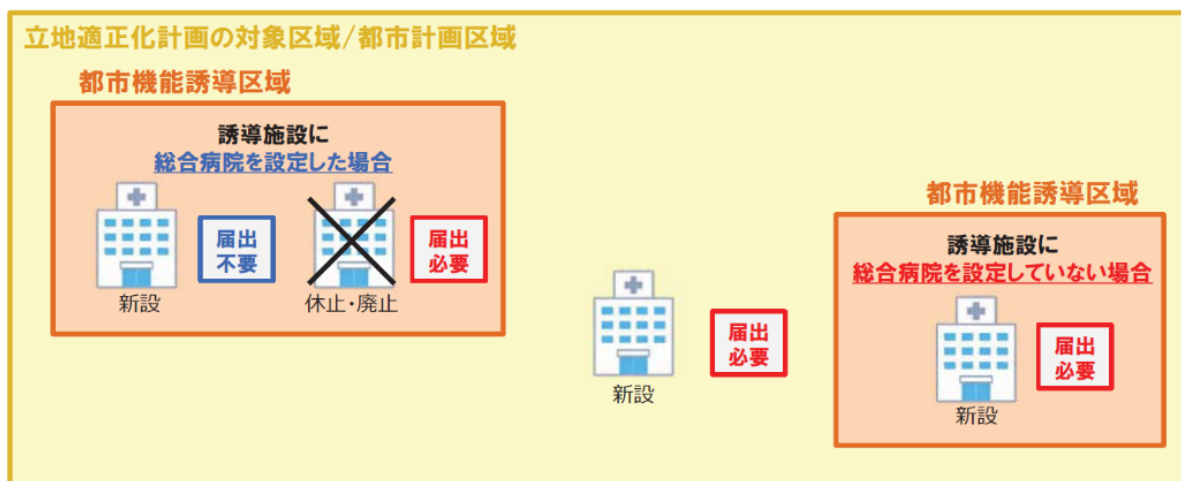 立地適正化計画の対象区域/都市計画区域
都市機能誘導区域
誘導施設に
総合病院を設定した場合
届出
不要
新設
届出
必要
休止・廃止
届出
必要
新設
都市機能誘導区域
誘導施設に
総合病院を設定していない場合
届出
必要
新設